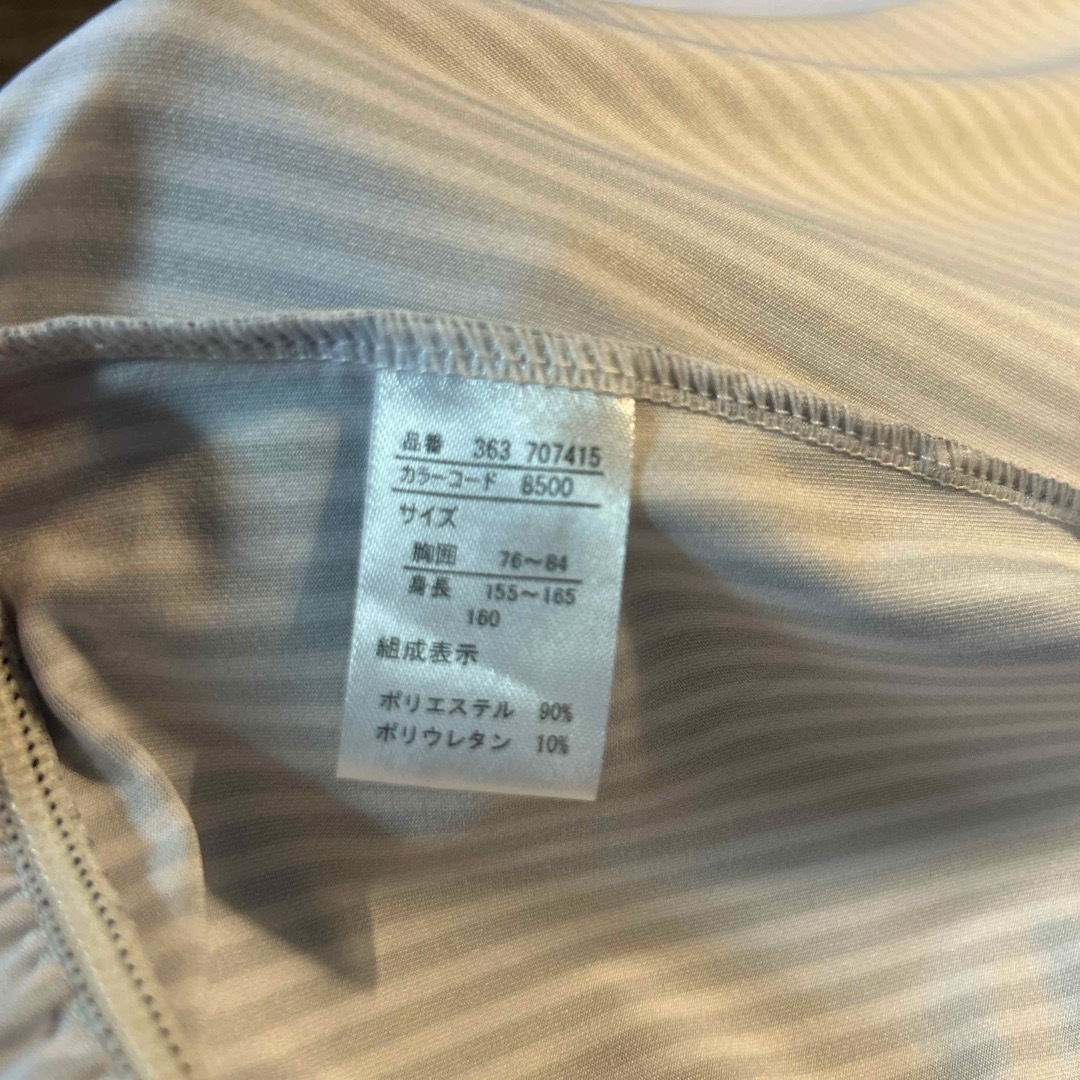 品番 363 707415
カラーコード 8500
サイズ
胸囲 76～84
身長 155～165
160
組成表示
ポリエステル 90%
ポリウレタン 10%